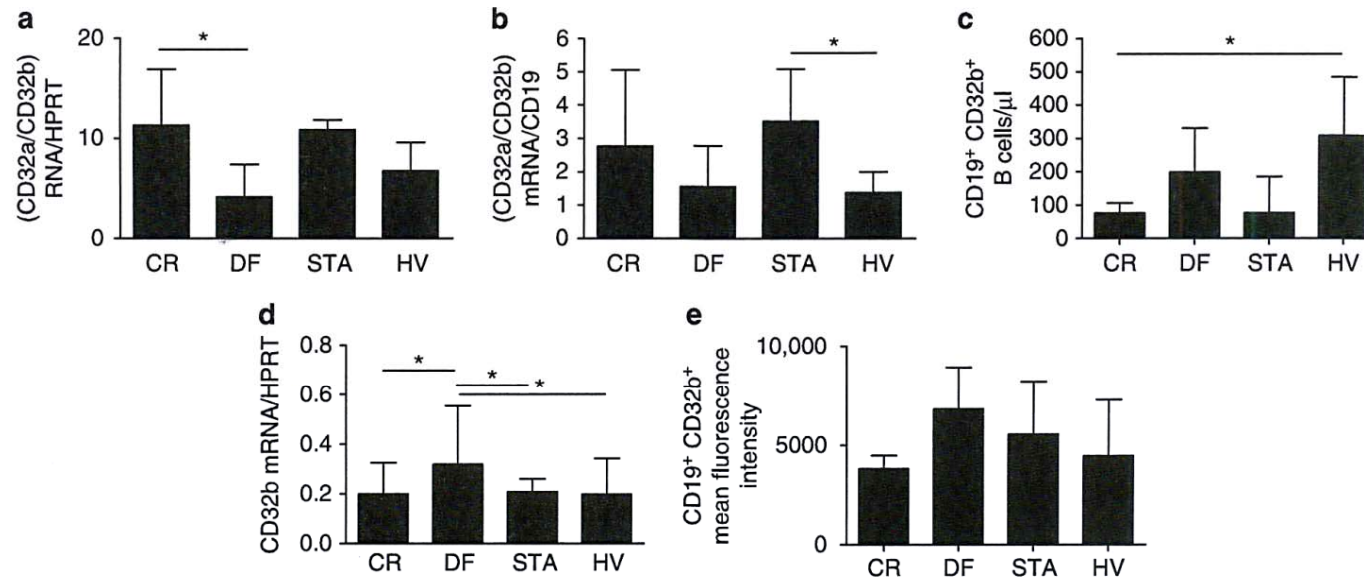 a
(CD32a/CD32b)
RNA/HPRT
20
10
0
*
CR DF STA HV
b
(CD32a/CD32b)
mRNA/CD19
6
5
4
3
2
1
0
*
CR DF STA HV
c
CD19⁺ CD32b⁺
B cells/μl
600
500
400
300
200
100
0
*
CR DF STA HV
d
CD32b mRNA/HPRT
0.8
0.6
0.4
0.2
0.0
*
*
*
CR DF STA HV
e
CD19⁺ CD32b⁺
mean fluorescence
intensity
10,000
5000
0
CR DF STA HV